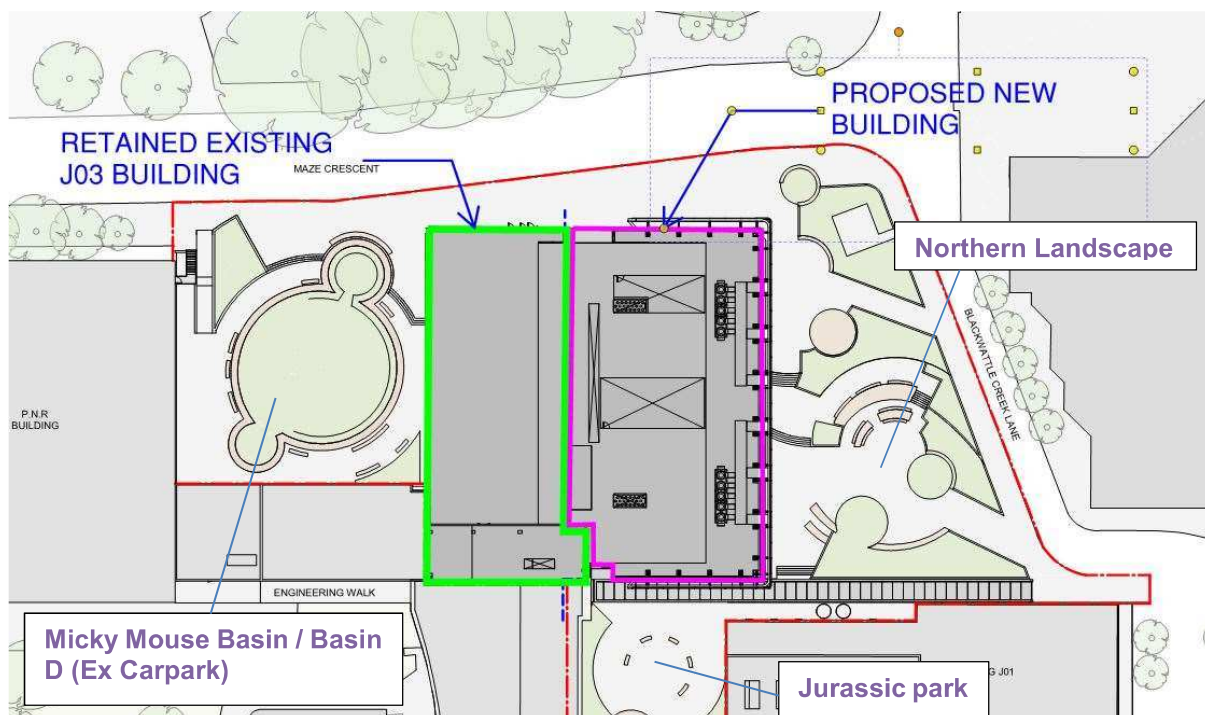 PROPOSED NEW
BUILDING
RETAINED EXISTING
J03 BUILDING
MAZE CRESCENT
Northern Landscape
BLACKWATTLE CREEK LANE
P.N.R
BUILDING
ENGINEERING WALK
Micky Mouse Basin / Basin
D (Ex Carpark)
Jurassic park
G J01